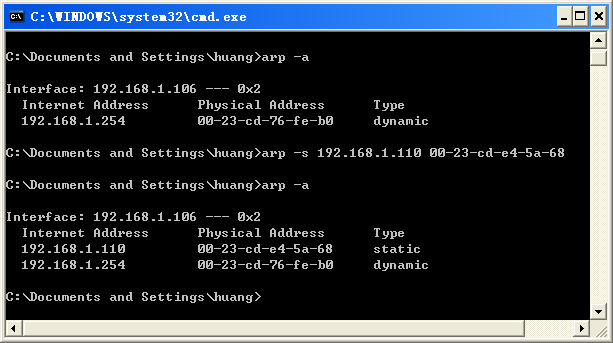 C:\WINDOWS\system32\cmd.exe
C:\Documents and Settings\huang>arp -a
Interface: 192.168.1.106 --- 0x2
Internet Address Physical Address Type
192.168.1.254 00-23-cd-76-fe-b0 dynamic
C:\Documents and Settings\huang>arp -s 192.168.1.110 00-23-cd-e4-5a-68
C:\Documents and Settings\huang>arp -a
Interface: 192.168.1.106 --- 0x2
Internet Address Physical Address Type
192.168.1.110 00-23-cd-e4-5a-68 static
192.168.1.254 00-23-cd-76-fe-b0 dynamic
C:\Documents and Settings\huang>